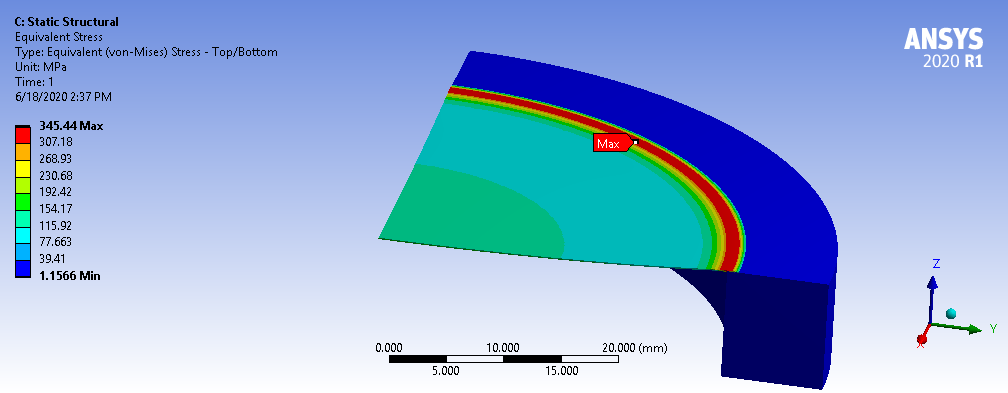 C: Static Structural
Equivalent Stress
Type: Equivalent (von-Mises) Stress - Top/Bottom
Unit: MPa
Time: 1
6/18/2020 2:37 PM
345.44 Max
307.18
268.93
230.68
192.42
154.17
115.92
77.663
39.41
1.1566 Min
ANSYS
2020 R1
Max
0.000 10.000 20.000 (mm)
5.000 15.000
Z
Y
X